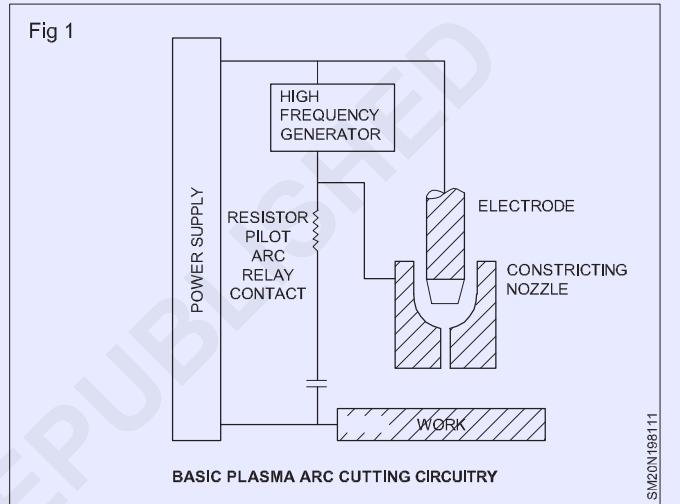 Fig 1
HIGH
FREQUENCY
GENERATOR
POWER SUPPLY
RESISTOR
PILOT
ARC
RELAY
CONTACT
ELECTRODE
CONSTRICTING
NOZZLE
WORK
BASIC PLASMA ARC CUTTING CIRCUITRY
SM20N198111
EPUBLISHED